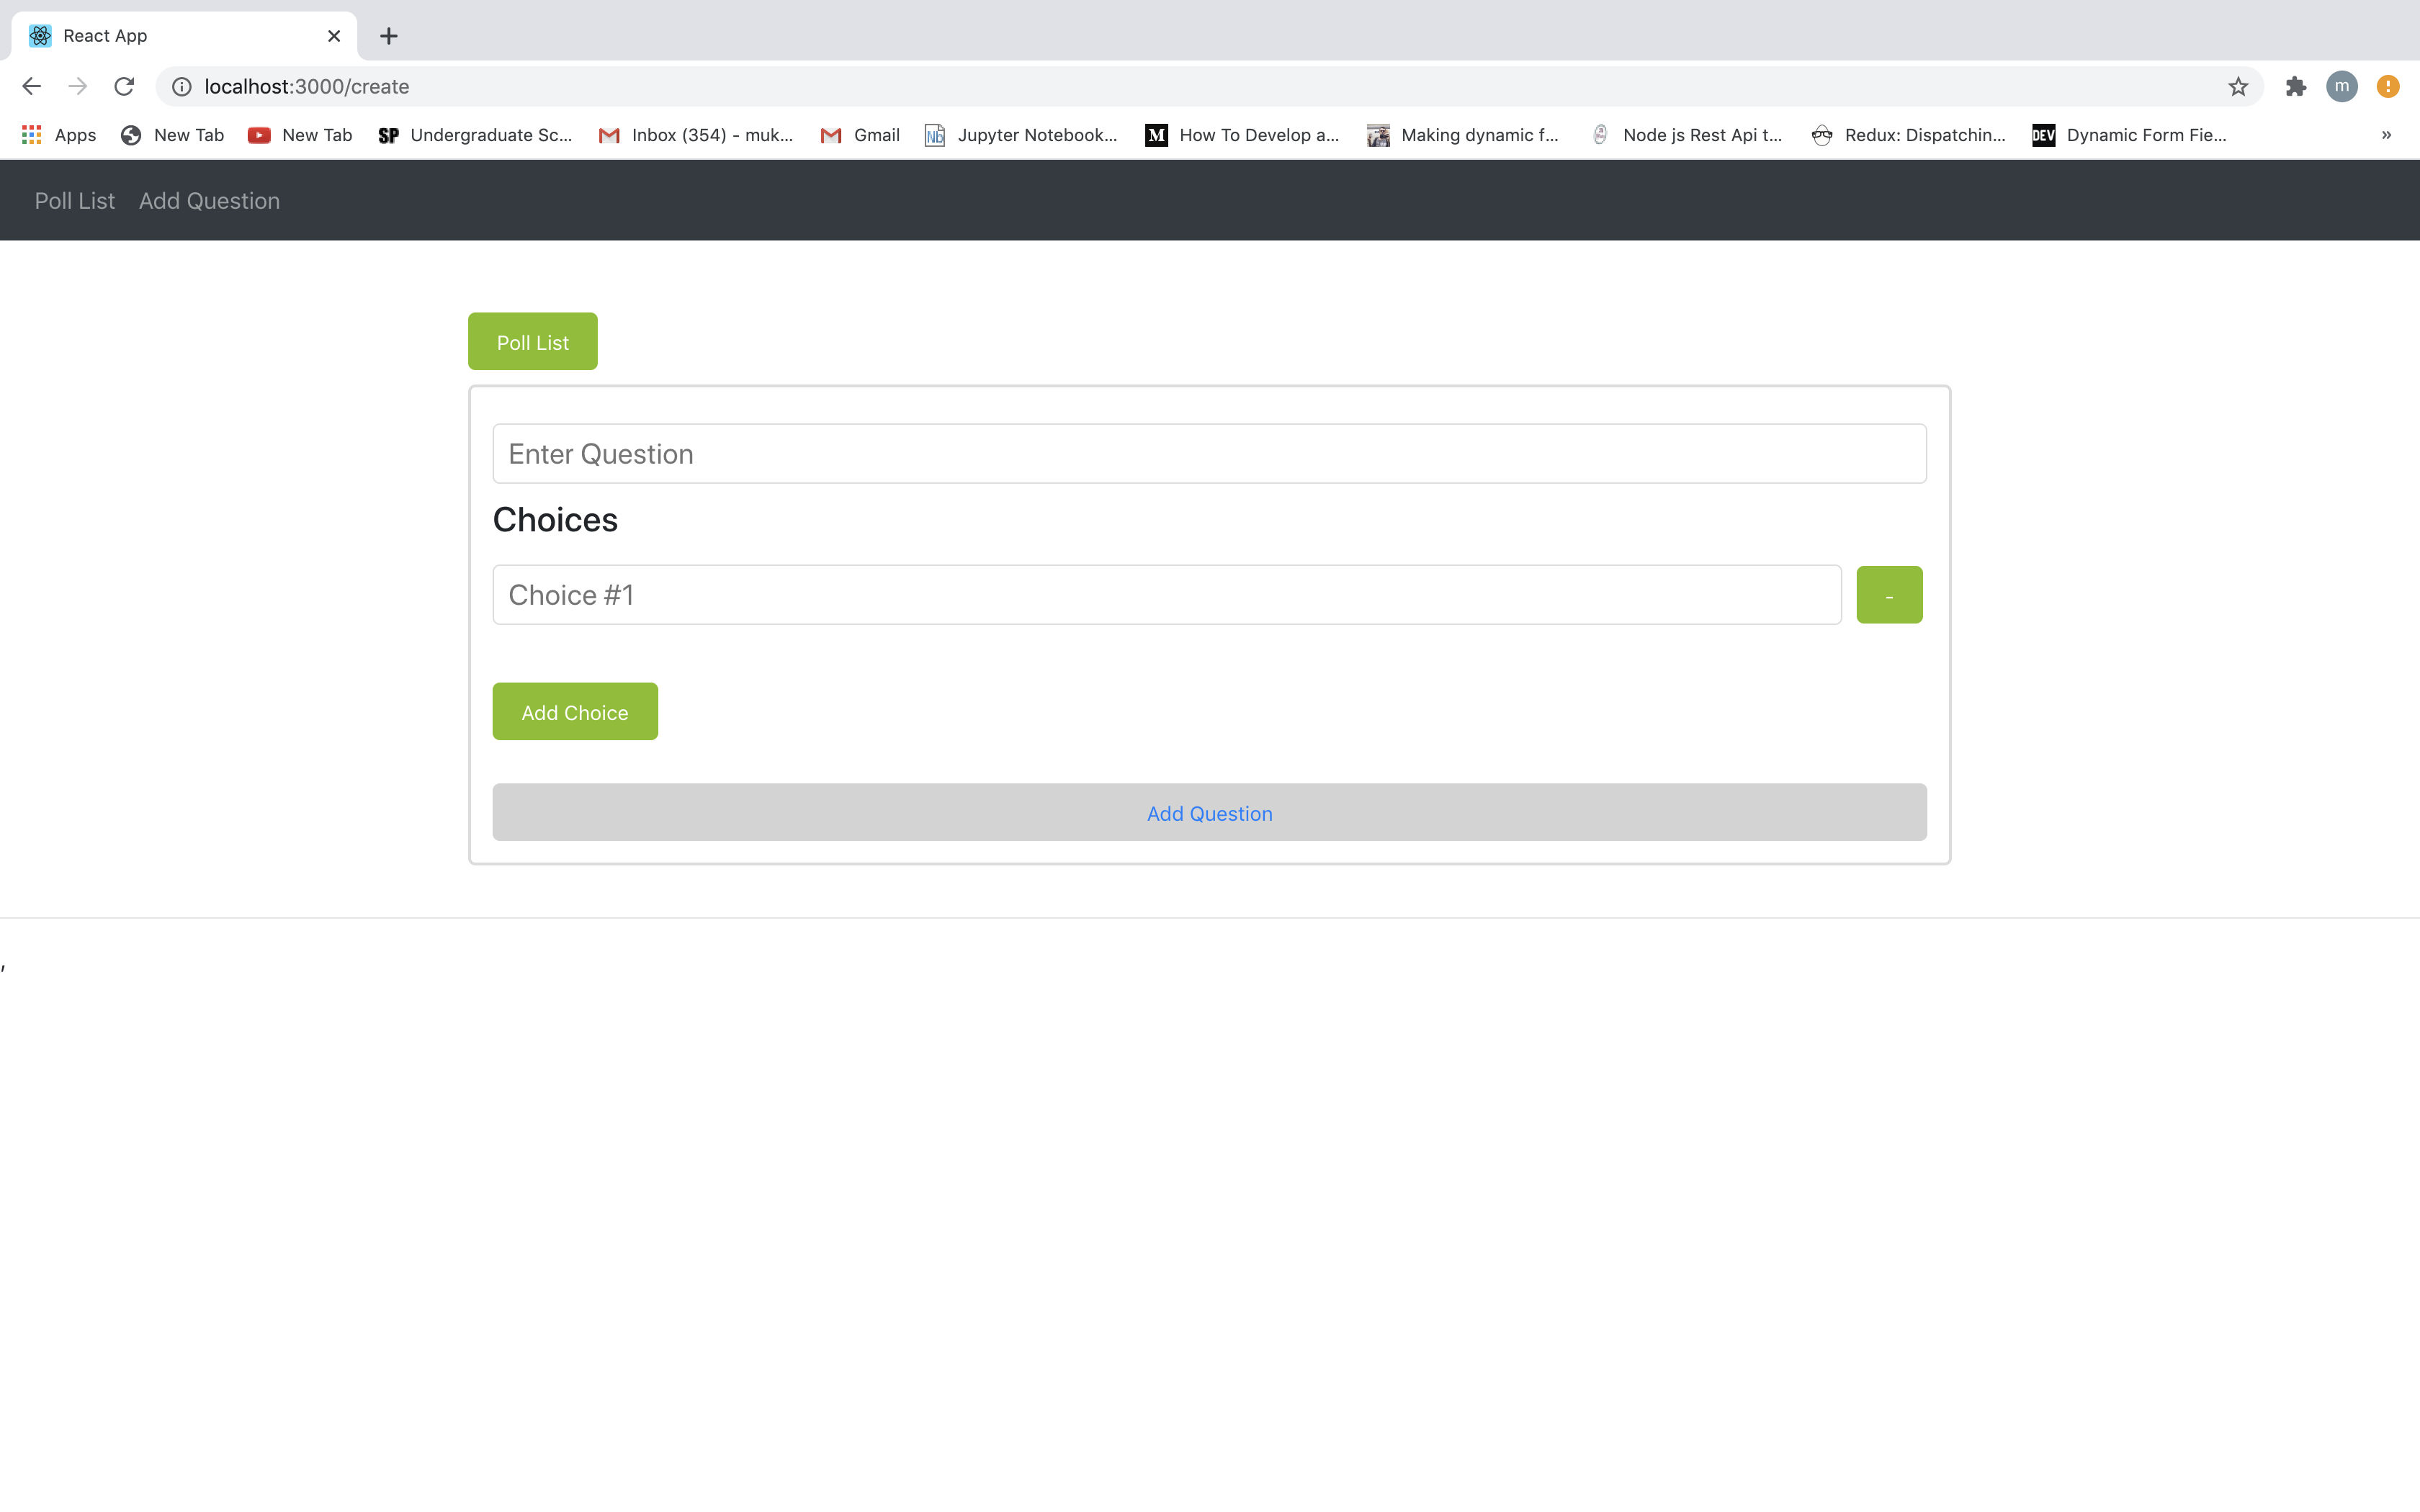 React App
localhost:3000/create
Apps New Tab New Tab SP Undergraduate Sc... Inbox (354) - muk... Gmail Nb Jupyter Notebook... M How To Develop a... Making dynamic f... Node js Rest Api t... Redux: Dispatchin... DEV Dynamic Form Fie... »
m
Poll List Add Question
Poll List
Enter Question
Choices
Choice #1 -
Add Choice
Add Question
,